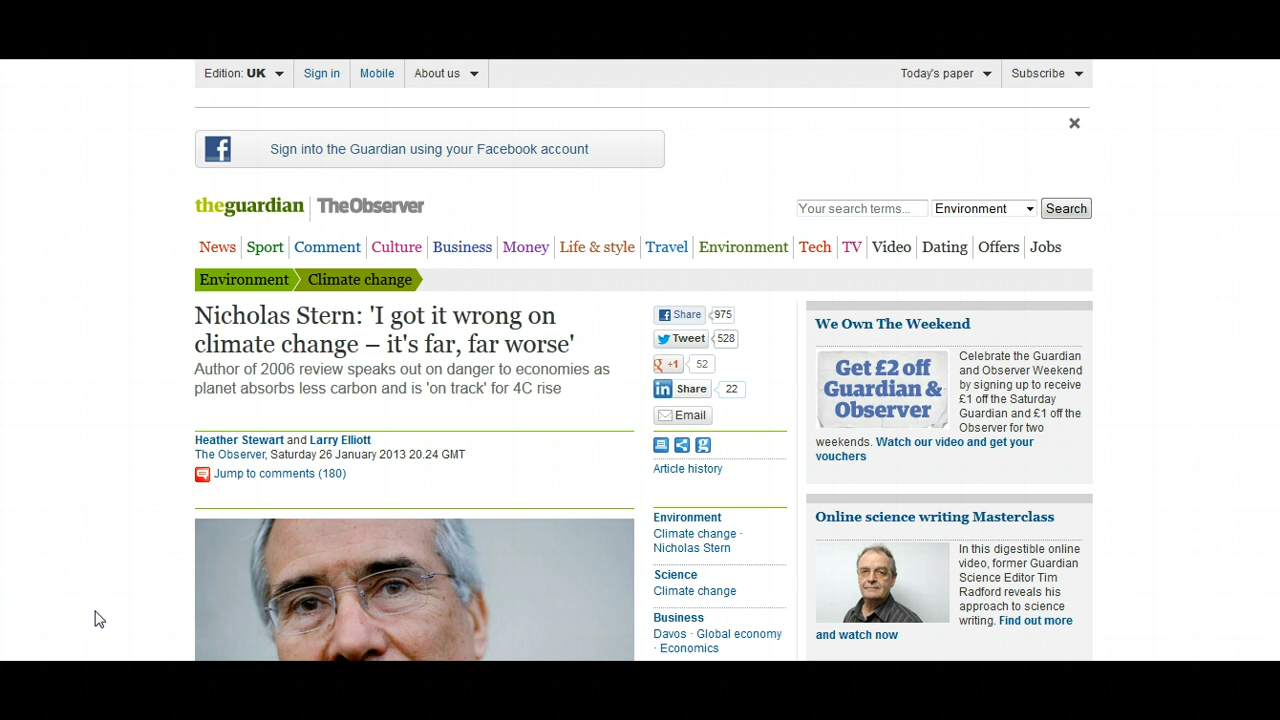 Edition: UK
Sign in
Mobile
About us
Today's paper
Subscribe
Sign into the Guardian using your Facebook account
theguardian
TheObserver
Your search terms...
Environment
Search
News
Sport
Comment
Culture
Business
Money
Life & style
Travel
Environment
Tech
TV
Video
Dating
Offers
Jobs
Environment
Climate change
Nicholas Stern: 'I got it wrong on
climate change – it's far, far worse'
Author of 2006 review speaks out on danger to economies as
planet absorbs less carbon and is 'on track' for 4C rise
Heather Stewart and Larry Elliott
The Observer, Saturday 26 January 2013 20.24 GMT
Jump to comments (180)
Share 975
Tweet 528
+1 52
Share 22
Email
Article history
Environment
Climate change ·
Nicholas Stern
Science
Climate change
Business
Davos · Global economy
· Economics
We Own The Weekend
Get £2 off
Guardian &
Observer
Celebrate the Guardian
and Observer Weekend
by signing up to receive
£1 off the Saturday
Guardian and £1 off the
Observer for two
weekends. Watch our video and get your
vouchers
Online science writing Masterclass
In this digestible online
video, former Guardian
Science Editor Tim
Radford reveals his
approach to science
writing. Find out more
and watch now